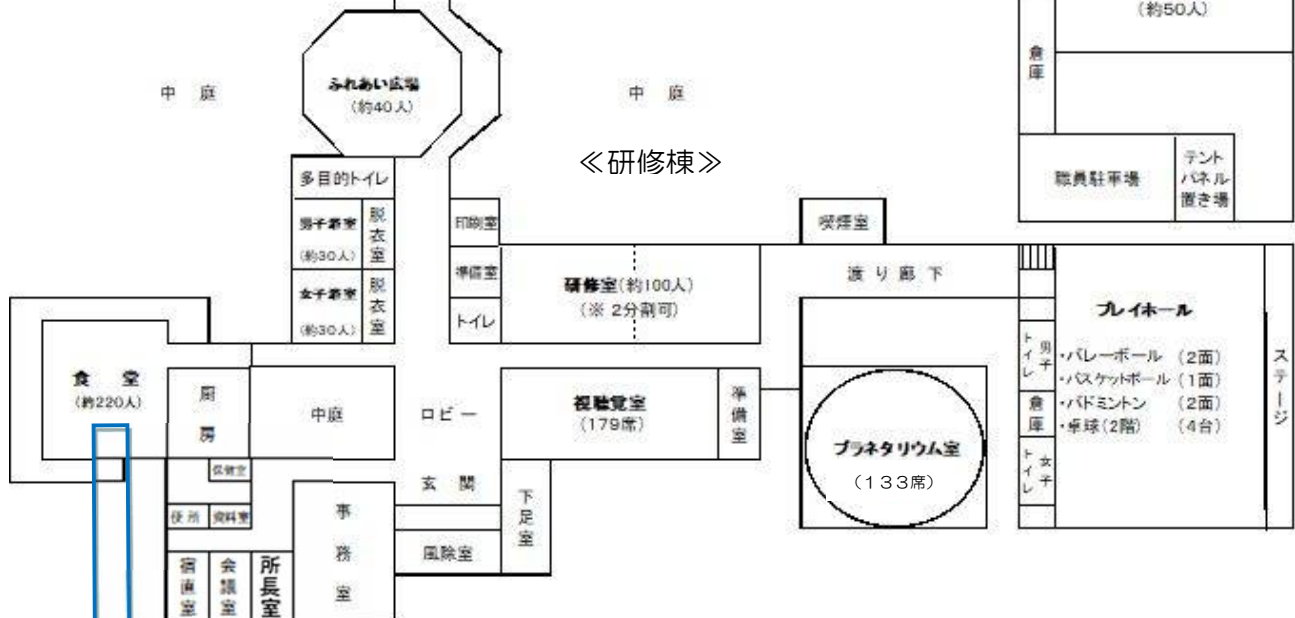 (約50人)
倉庫
中 庭
ふれあい広場
(約40人)
中 庭
≪研修棟≫
職員駐車場
テント
パネル
置き場
多目的トイレ
男子浴室
(約30人)
脱衣室
女子浴室
(約30人)
脱衣室
印刷室
準備室
トイレ
研修室(約100人)
(※ 2分割可)
喫煙室
渡り廊下
プレイホール
・バレーボール (2面)
・バスケットボール (1面)
・バドミントン (2面)
・卓球(2階) (4台)
ステージ
男子
トイレ
倉庫
女子
トイレ
食 堂
(約220人)
厨房
中庭
ロビー
視聴覚室
(179席)
準備室
プラネタリウム室
(133席)
保健室
便所
資料室
玄 関
下足室
風除室
事務室
宿直室
会議室
所長室